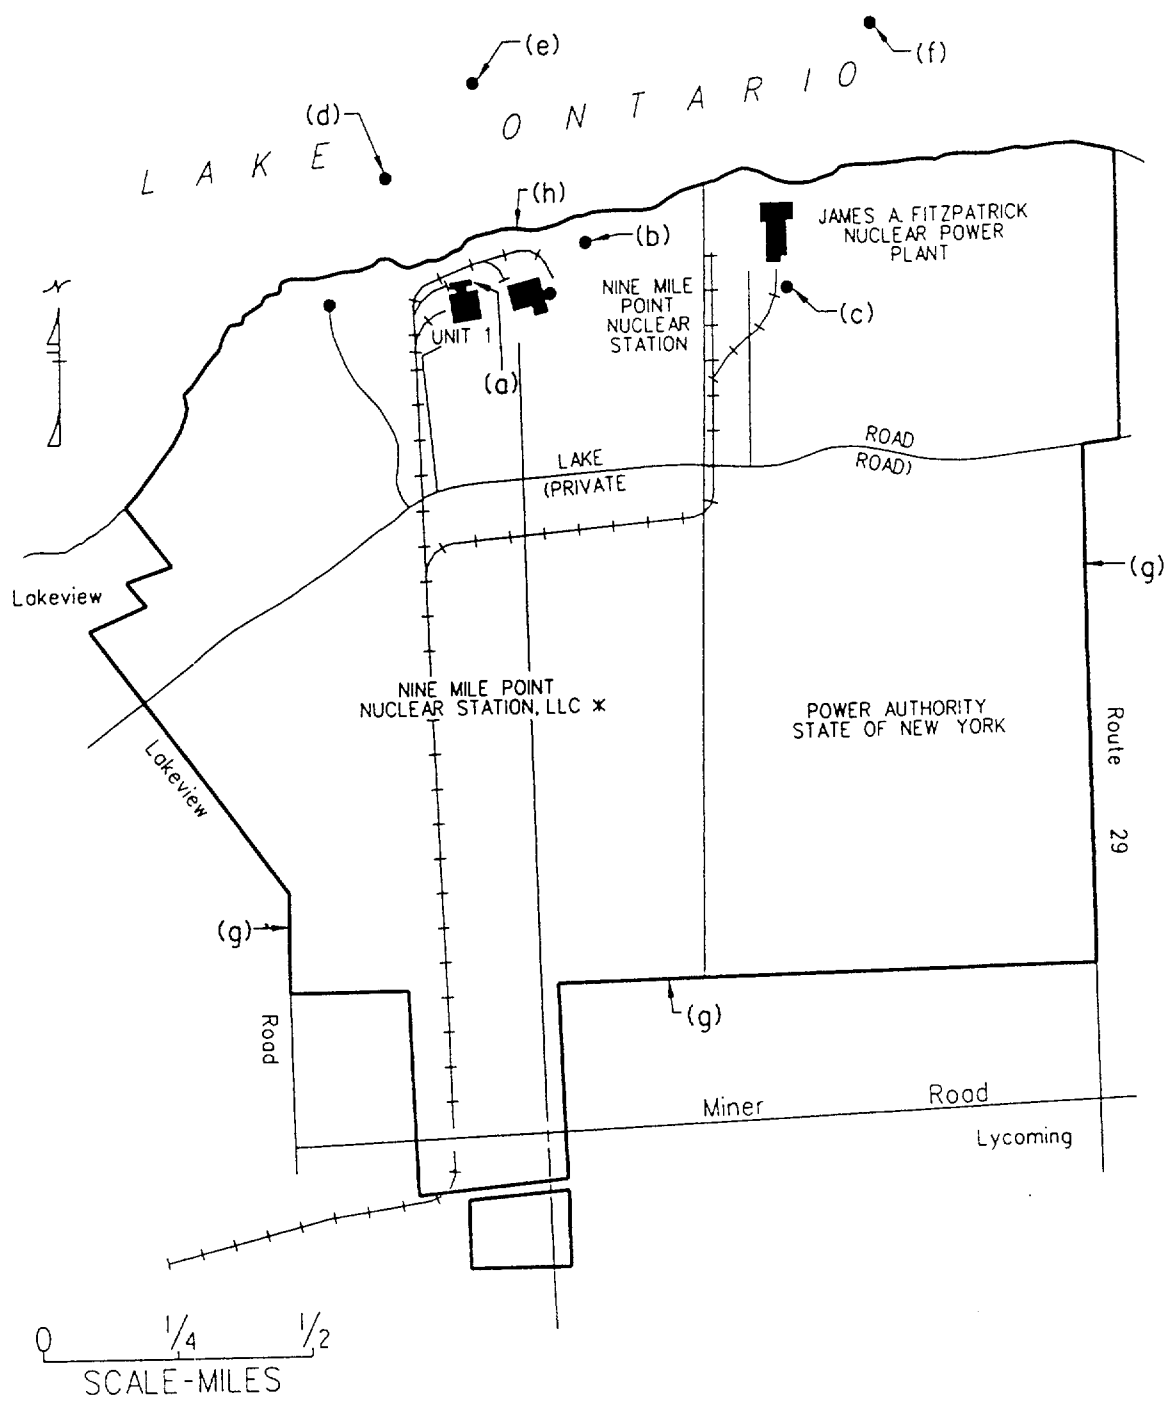 (e)
(f)
(d)
LAKE ONTARIO
(h)
(b)
JAMES A. FITZPATRICK
NUCLEAR POWER
PLANT
N
NINE MILE
POINT
NUCLEAR
STATION
(c)
UNIT 1
(a)
LAKE ROAD
(PRIVATE ROAD)
(g)
Lakeview
NINE MILE POINT
NUCLEAR STATION, LLC *
POWER AUTHORITY
STATE OF NEW YORK
Route 29
Lakeview
(g)
(g)
Road
Miner Road
Lycoming
0 1/4 1/2
SCALE-MILES